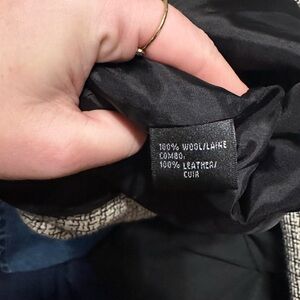 100% WOOL/LAINE
COMBO:
100% LEATHER/
CUIR